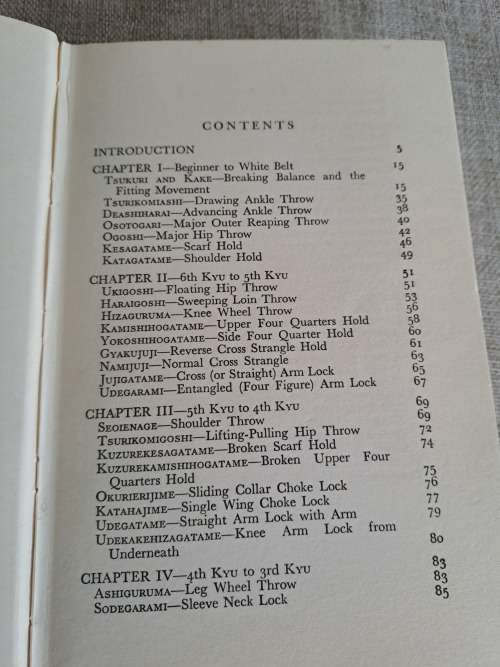 CONTENTS
INTRODUCTION 5
CHAPTER I—Beginner to White Belt 15
TSUKURI AND KAKE—Breaking Balance and the
Fitting Movement 15
TSURIKOMIASHI—Drawing Ankle Throw 35
DEASHIHARAI—Advancing Ankle Throw 38
OSOTOGARI—Major Outer Reaping Throw 40
OGOSHI—Major Hip Throw 42
KESAGATAME—Scarf Hold 46
KATAGATAME—Shoulder Hold 49
CHAPTER II—6th KYU to 5th KYU 51
UKIGOSHI—Floating Hip Throw 51
HARAIGOSHI—Sweeping Loin Throw 53
HIZAGURUMA—Knee Wheel Throw 56
KAMISHIHOGATAME—Upper Four Quarters Hold 58
YOKOSHIHOGATAME—Side Four Quarter Hold 60
GYAKUJUJI—Reverse Cross Strangle Hold 61
NAMIJUJI—Normal Cross Strangle 63
JUJIGATAME—Cross (or Straight) Arm Lock 65
UDEGARAMI—Entangled (Four Figure) Arm Lock 67
CHAPTER III—5th KYU to 4th KYU 69
SEOIENAGE—Shoulder Throw 69
TSURIKOMIGOSHI—Lifting-Pulling Hip Throw 72
KUZUREKESAGATAME—Broken Scarf Hold 74
KUZUREKAMISHIHOGATAME—Broken Upper Four
Quarters Hold 75
OKURIERIJIME—Sliding Collar Choke Lock 76
KATAHAJIME—Single Wing Choke Lock 77
UDEGATAME—Straight Arm Lock with Arm 79
UDEKAKEHIZAGATAME—Knee Arm Lock from
Underneath 80
CHAPTER IV—4th KYU to 3rd KYU 83
ASHIGURUMA—Leg Wheel Throw 83
SODEGARAMI—Sleeve Neck Lock 85